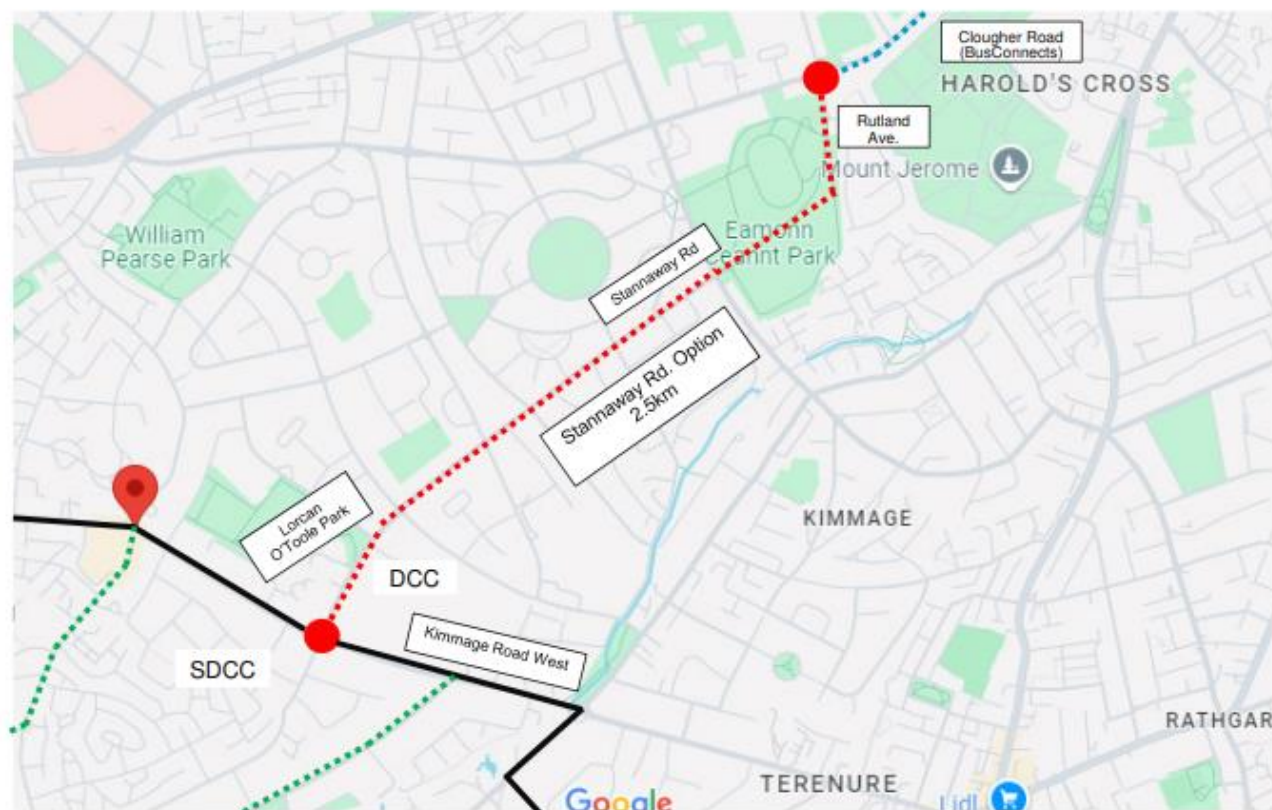 Clougher Road
(BusConnects)
HAROLD'S CROSS
Rutland
Ave.
Mount Jerome
William
Pearse Park
Eamonn
Ceannt Park
Stannaway Rd
Stannaway Rd. Option
2.5km
Lorcan
O'Toole Park
KIMMAGE
DCC
Kimmage Road West
SDCC
RATHGAR
TERENURE
Google
Lidl